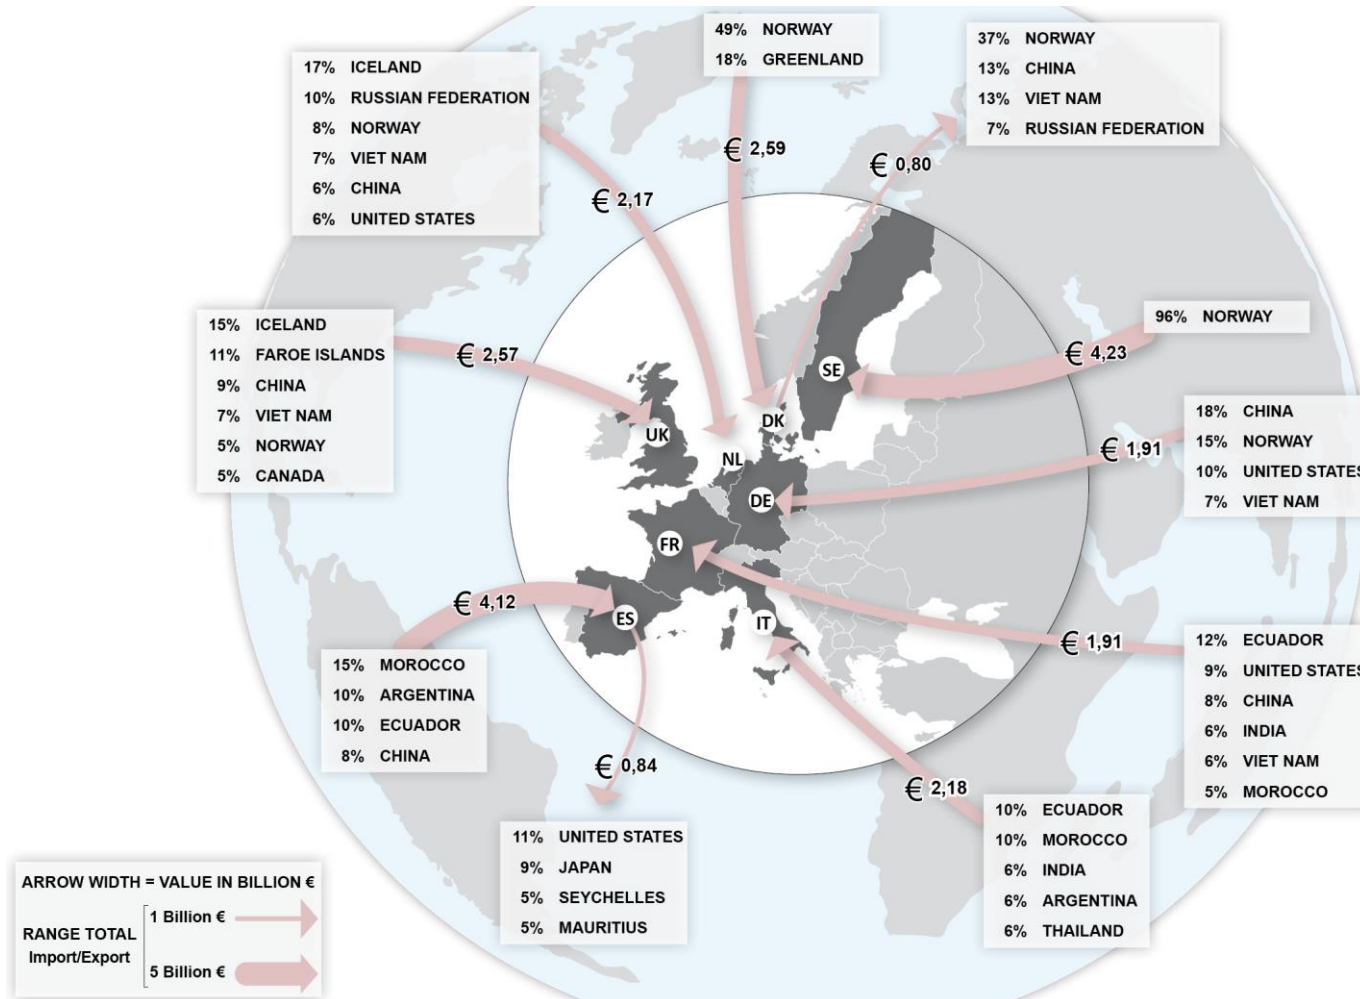 49% NORWAY
18% GREENLAND
37% NORWAY
13% CHINA
13% VIET NAM
7% RUSSIAN FEDERATION
17% ICELAND
10% RUSSIAN FEDERATION
8% NORWAY
7% VIET NAM
6% CHINA
6% UNITED STATES
€ 2,59
€ 0,80
€ 2,17
15% ICELAND
11% FAROE ISLANDS
9% CHINA
7% VIET NAM
5% NORWAY
5% CANADA
€ 2,57
96% NORWAY
€ 4,23
SE
DK
UK
NL
DE
FR
ES
IT
18% CHINA
15% NORWAY
10% UNITED STATES
7% VIET NAM
€ 1,91
€ 4,12
15% MOROCCO
10% ARGENTINA
10% ECUADOR
8% CHINA
€ 1,91
12% ECUADOR
9% UNITED STATES
8% CHINA
6% INDIA
6% VIET NAM
5% MOROCCO
€ 0,84
€ 2,18
11% UNITED STATES
9% JAPAN
5% SEYCHELLES
5% MAURITIUS
10% ECUADOR
10% MOROCCO
6% INDIA
6% ARGENTINA
6% THAILAND
ARROW WIDTH = VALUE IN BILLION €
RANGE TOTAL
Import/Export
1 Billion €
5 Billion €